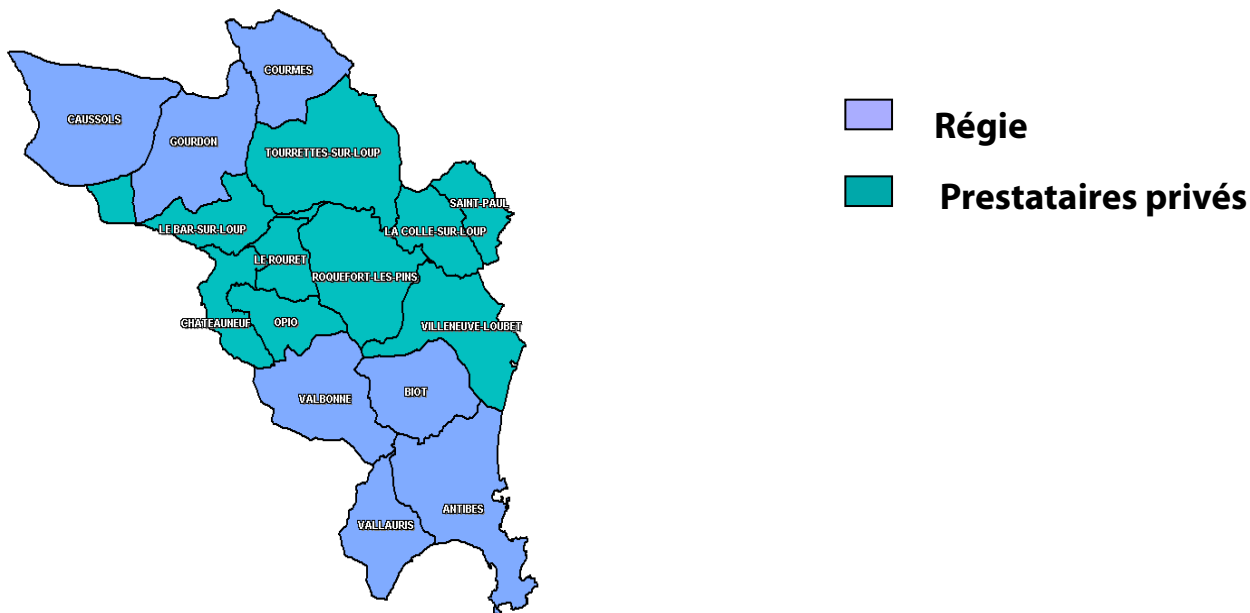 COURMES
CAUSSOLS
GOURDON
TOURRETTES-SUR-LOUP
SAINT-PAUL
LE BAR-SUR-LOUP
LA COLLE-SUR-LOUP
LE ROURET
ROQUEFORT-LES-PINS
CHATEAUNEUF
OPIO
VILLENEUVE-LOUBET
VALBONNE
BIOT
ANTIBES
VALLAURIS
Régie
Prestataires privés